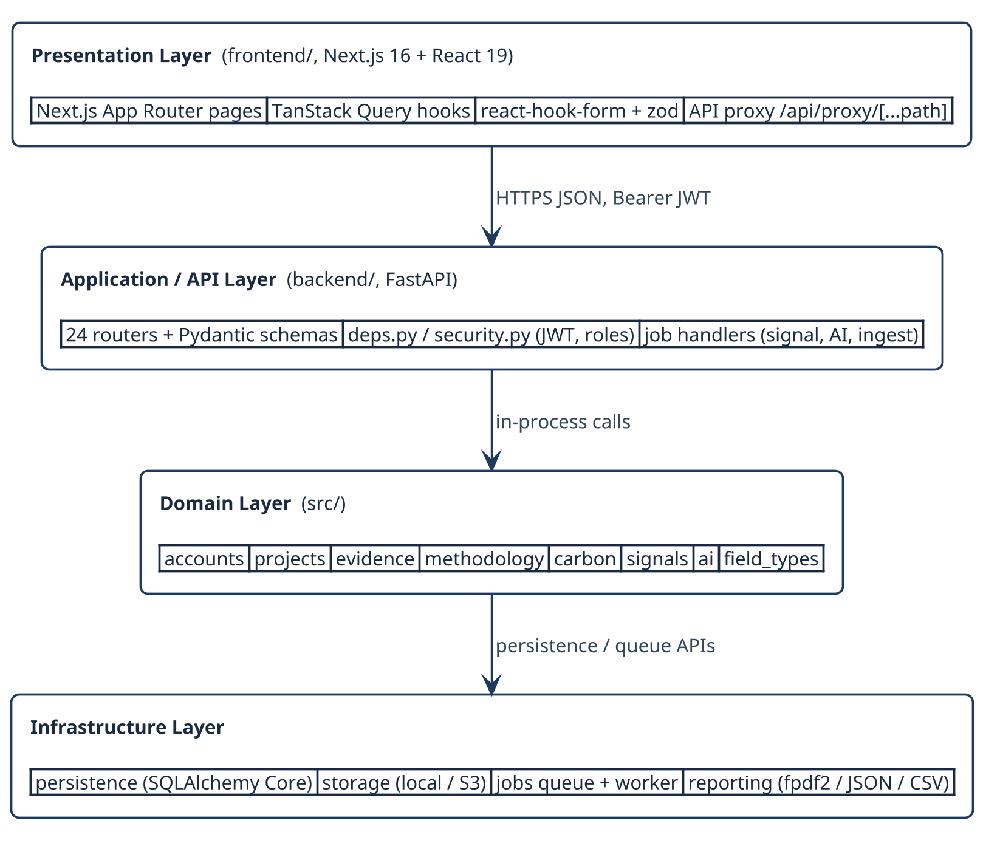 Presentation Layer (frontend/, Next.js 16 + React 19)
Next.js App Router pages TanStack Query hooks react-hook-form + zod API proxy /api/proxy/[...path]
HTTPS JSON, Bearer JWT
Application / API Layer (backend/, FastAPI)
24 routers + Pydantic schemas deps.py / security.py (JWT, roles) job handlers (signal, AI, ingest)
in-process calls
Domain Layer (src/)
accounts projects evidence methodology carbon signals ai field_types
persistence / queue APIs
Infrastructure Layer
persistence (SQLAlchemy Core) storage (local / S3) jobs queue + worker reporting (fpdf2 / JSON / CSV)